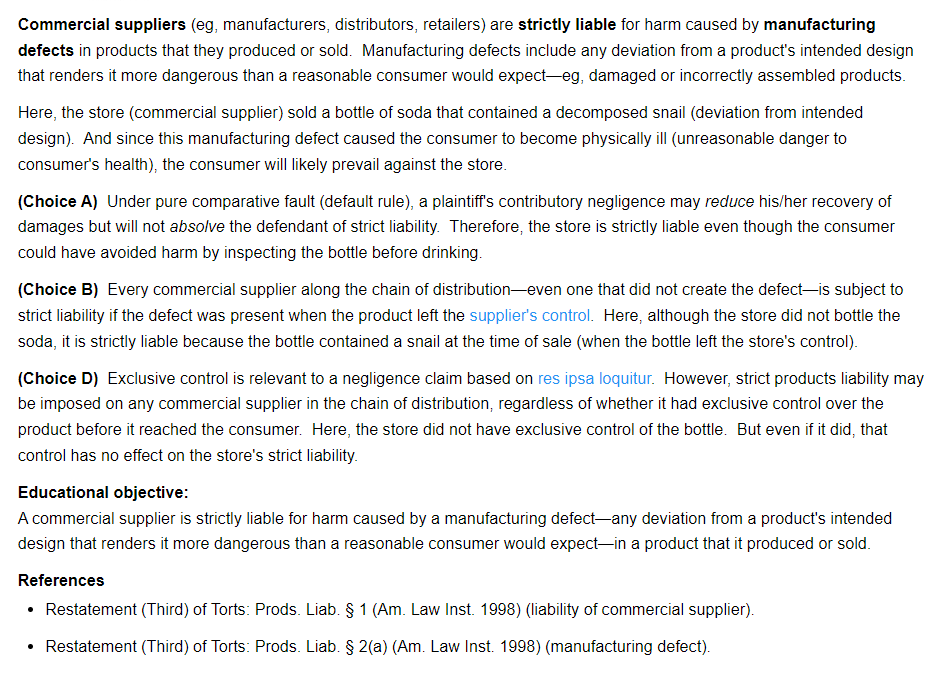 Commercial suppliers (eg, manufacturers, distributors, retailers) are strictly liable for harm caused by manufacturing
defects in products that they produced or sold.  Manufacturing defects include any deviation from a product's intended design
that renders it more dangerous than a reasonable consumer would expect—eg, damaged or incorrectly assembled products.
Here, the store (commercial supplier) sold a bottle of soda that contained a decomposed snail (deviation from intended
design).  And since this manufacturing defect caused the consumer to become physically ill (unreasonable danger to
consumer's health), the consumer will likely prevail against the store.
(Choice A)  Under pure comparative fault (default rule), a plaintiff's contributory negligence may reduce his/her recovery of
damages but will not absolve the defendant of strict liability.  Therefore, the store is strictly liable even though the consumer
could have avoided harm by inspecting the bottle before drinking.
(Choice B)  Every commercial supplier along the chain of distribution—even one that did not create the defect—is subject to
strict liability if the defect was present when the product left the supplier's control.  Here, although the store did not bottle the
soda, it is strictly liable because the bottle contained a snail at the time of sale (when the bottle left the store's control).
(Choice D)  Exclusive control is relevant to a negligence claim based on res ipsa loquitur.  However, strict products liability may
be imposed on any commercial supplier in the chain of distribution, regardless of whether it had exclusive control over the
product before it reached the consumer.  Here, the store did not have exclusive control of the bottle.  But even if it did, that
control has no effect on the store's strict liability.
Educational objective:
A commercial supplier is strictly liable for harm caused by a manufacturing defect—any deviation from a product's intended
design that renders it more dangerous than a reasonable consumer would expect—in a product that it produced or sold.
References
• Restatement (Third) of Torts: Prods. Liab. § 1 (Am. Law Inst. 1998) (liability of commercial supplier).
• Restatement (Third) of Torts: Prods. Liab. § 2(a) (Am. Law Inst. 1998) (manufacturing defect).